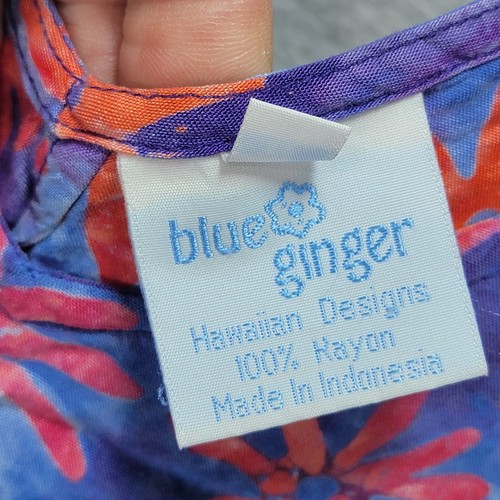 blue
ginger
Hawaiian Designs
100% Rayon
Made In Indonesia